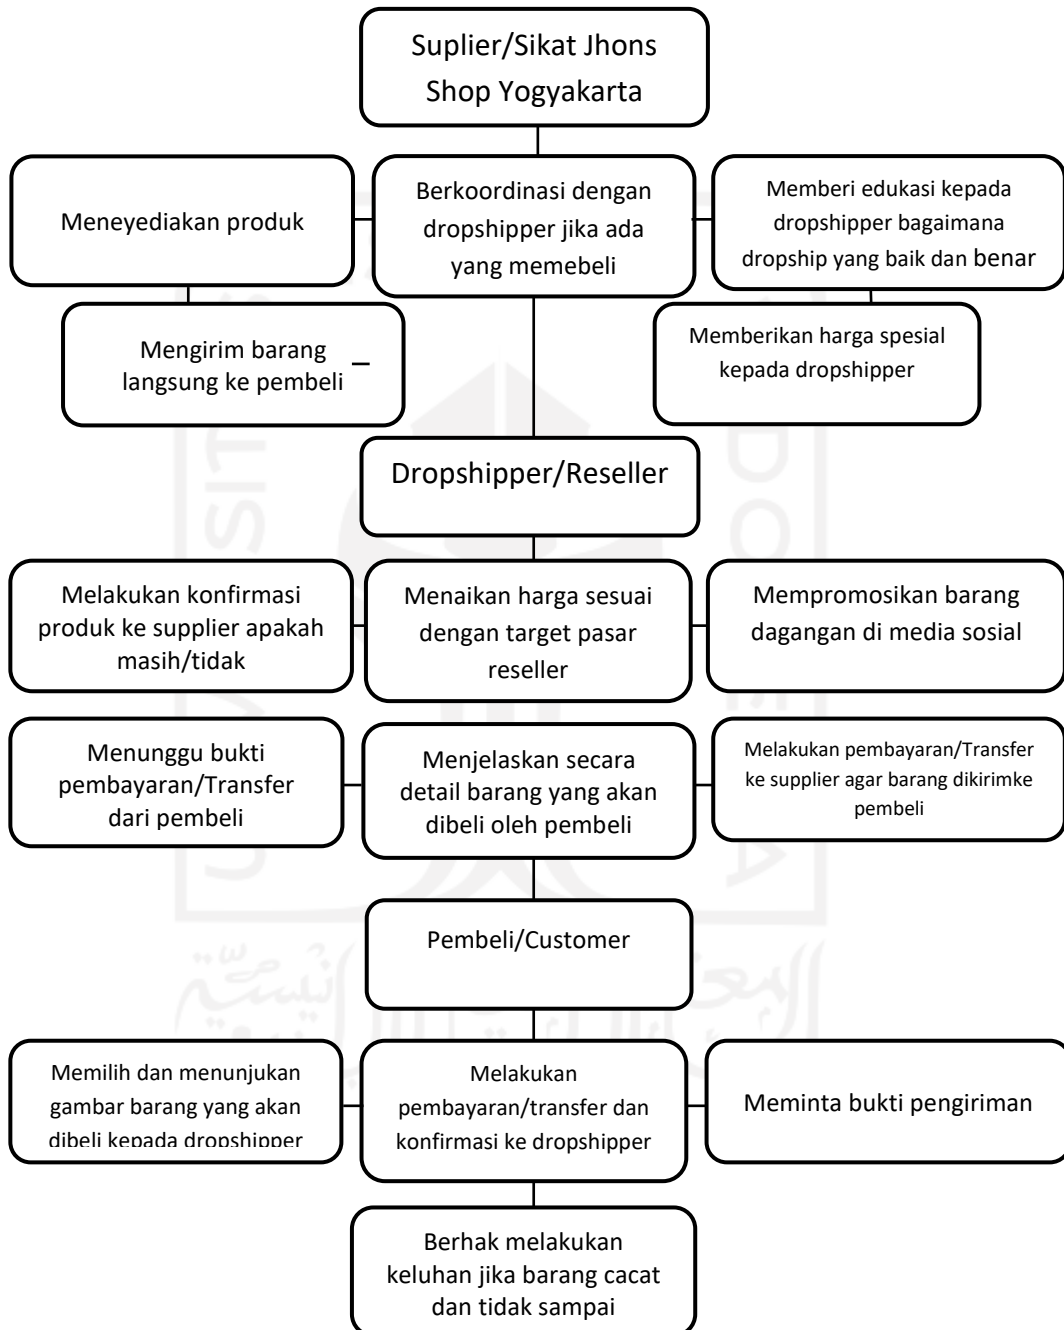 Suplier/Sikat Jhons
Shop Yogyakarta
Meneyediakan produk
Berkoordinasi dengan
dropshipper jika ada
yang memebeli
Memberi edukasi kepada
dropshipper bagaimana
dropship yang baik dan benar
Mengirim barang
langsung ke pembeli
Memberikan harga spesial
kepada dropshipper
Dropshipper/Reseller
Melakukan konfirmasi
produk ke supplier apakah
masih/tidak
Menaikan harga sesuai
dengan target pasar
reseller
Mempromosikan barang
dagangan di media sosial
Menunggu bukti
pembayaran/Transfer
dari pembeli
Menjelaskan secara
detail barang yang akan
dibeli oleh pembeli
Melakukan pembayaran/Transfer
ke supplier agar barang dikirimke
pembeli
Pembeli/Customer
Memilih dan menunjukan
gambar barang yang akan
dibeli kepada dropshipper
Melakukan
pembayaran/transfer dan
konfirmasi ke dropshipper
Meminta bukti pengiriman
Berhak melakukan
keluhan jika barang cacat
dan tidak sampai